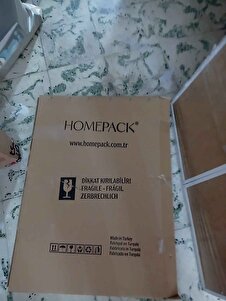 HOMEPACK®
www.homepack.com.tr
DİKKAT KIRILABİLİR!
FRAGILE - FRÁGIL
ZERBRECHLICH
Made in Turkey